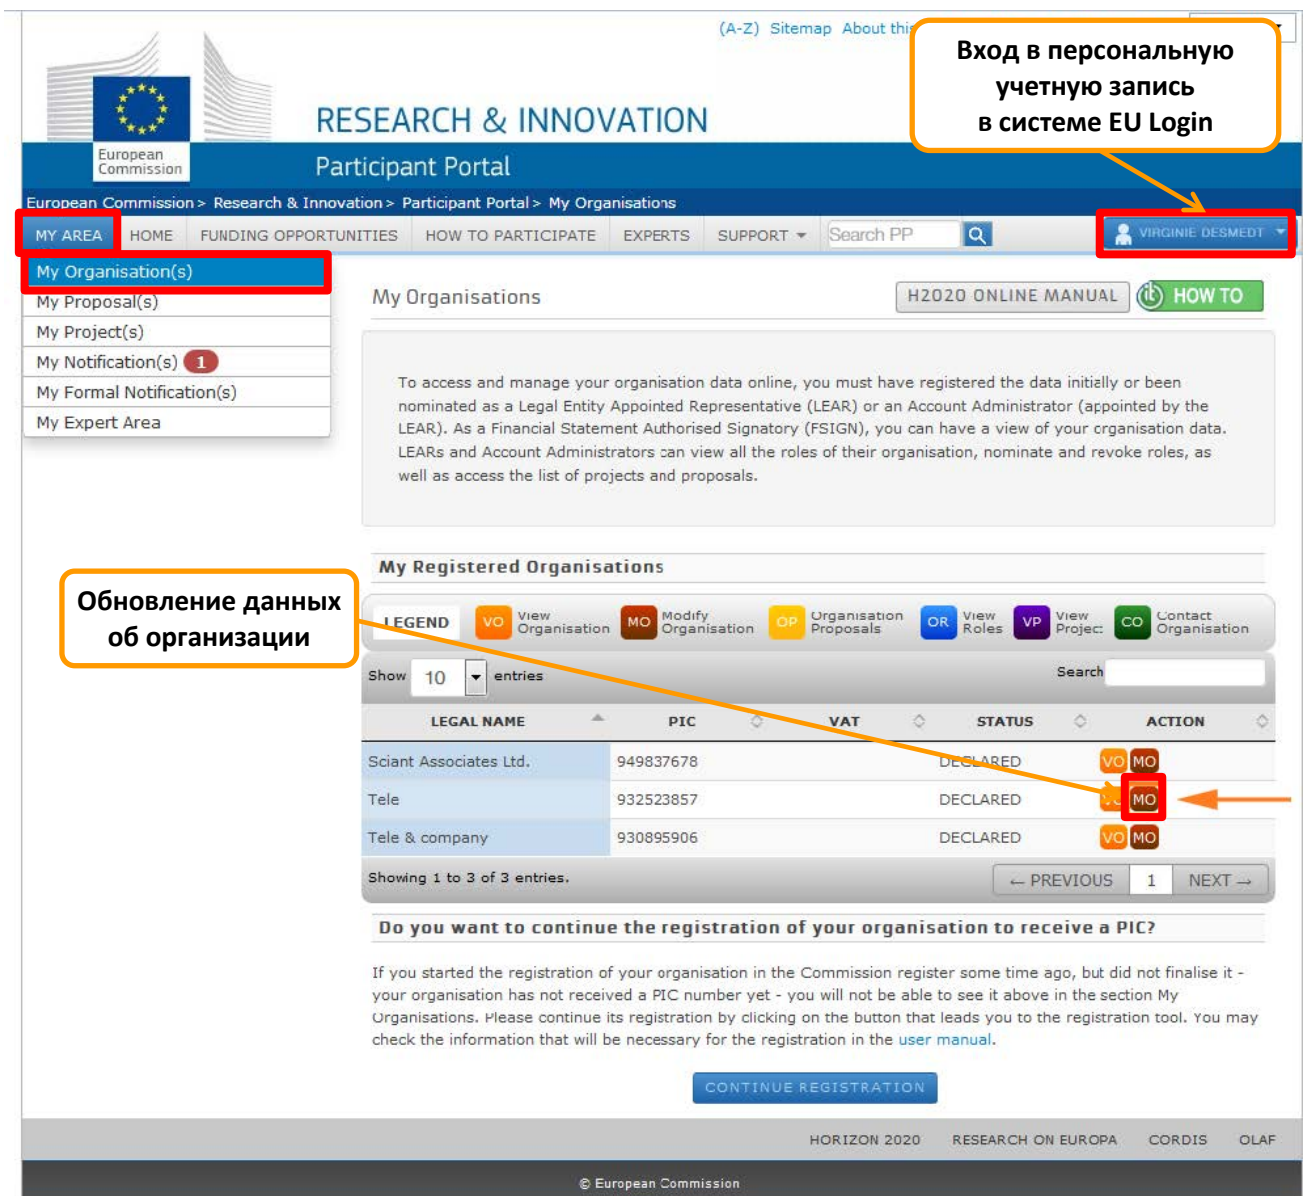 (A-Z) Sitemap About this
Вход в персональную
учетную запись
в системе EU Login
RESEARCH & INNOVATION
European
Commission
Participant Portal
European Commission > Research & Innovation > Participant Portal > My Organisations
MY AREA HOME FUNDING OPPORTUNITIES HOW TO PARTICIPATE EXPERTS SUPPORT Search PP VIRGINIE DESMEDT
My Organisation(s)
My Proposal(s)
My Project(s)
My Notification(s) 1
My Formal Notification(s)
My Expert Area
My Organisations H2020 ONLINE MANUAL HOW TO
To access and manage your organisation data online, you must have registered the data initially or been
nominated as a Legal Entity Appointed Representative (LEAR) or an Account Administrator (appointed by the
LEAR). As a Financial Statement Authorised Signatory (FSIGN), you can have a view of your organisation data.
LEARs and Account Administrators can view all the roles of their organisation, nominate and revoke roles, as
well as access the list of projects and proposals.
My Registered Organisations
Обновление данных
об организации
LEGEND VO View Organisation MO Modify Organisation OP Organisation Proposals OR View Roles VP View Project CO Contact Organisation
Show 10 entries Search
LEGAL NAME PIC VAT STATUS ACTION
Sciant Associates Ltd. 949837678 DECLARED VO MO
Tele 932523857 DECLARED VO MO
Tele & company 930895906 DECLARED VO MO
Showing 1 to 3 of 3 entries. ← PREVIOUS 1 NEXT →
Do you want to continue the registration of your organisation to receive a PIC?
If you started the registration of your organisation in the Commission register some time ago, but did not finalise it -
your organisation has not received a PIC number yet - you will not be able to see it above in the section My
Organisations. Please continue its registration by clicking on the button that leads you to the registration tool. You may
check the information that will be necessary for the registration in the user manual.
CONTINUE REGISTRATION
HORIZON 2020 RESEARCH ON EUROPA CORDIS OLAF
© European Commission